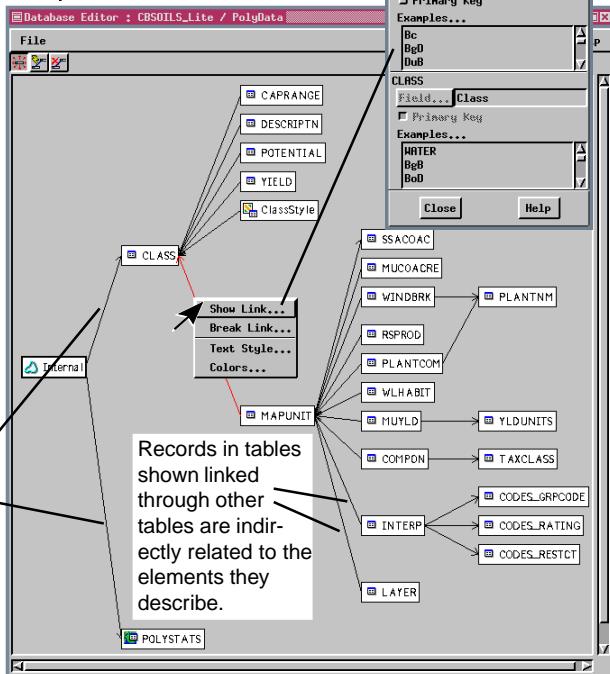 Primary Key
Database Editor : CBSOILS_Lite / PolyData
Examples...
File
p
Bc
BgD
DuB
CLASS
Field... Class
Primary Key
Examples...
WATER
BgB
BoD
Close Help
CAPRANGE
DESCRIPTN
POTENTIAL
YIELD
ClassStyle
CLASS
SSACOAC
MUCOACRE
WINDBRK
PLANTNM
Show Link...
Break Link...
Text Style...
Colors...
RSPROD
PLANTCOM
Internal
WLHABIT
MAPUNIT
MUYLD
YLDUNITS
COMPON
TAXCLASS
Records in tables
shown linked
through other
tables are indir-
ectly related to the
elements they
describe.
CODES_GRPCODE
INTERP
CODES_RATING
CODES_RESTCT
LAYER
POLYSTATS